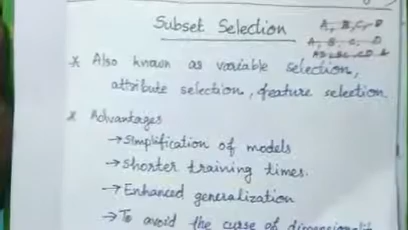 Subset Selection
A, B, C, D
A, B, C, D
* Also known as variable selection,
attribute selection, feature selection
* Advantages
→ Simplification of models
→ Shorter training times.
→ Enhanced generalization
→ To avoid the curse of dimensionalit